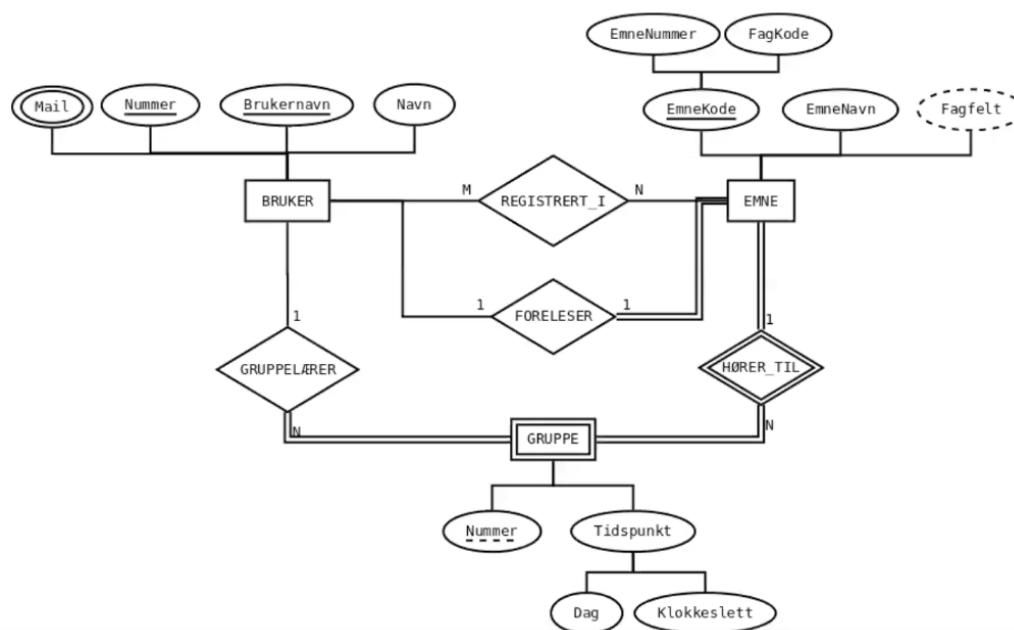 EmneNummer
FagKode
Mail
Nummer
Brukernavn
Navn
EmneKode
EmneNavn
Fagfelt
BRUKER
M
REGISTRERT_I
N
EMNE
1
FORELESER
1
1
1
GRUPPELÆRER
HØRER_TIL
N
N
GRUPPE
Nummer
Tidspunkt
Dag
Klokkeslett